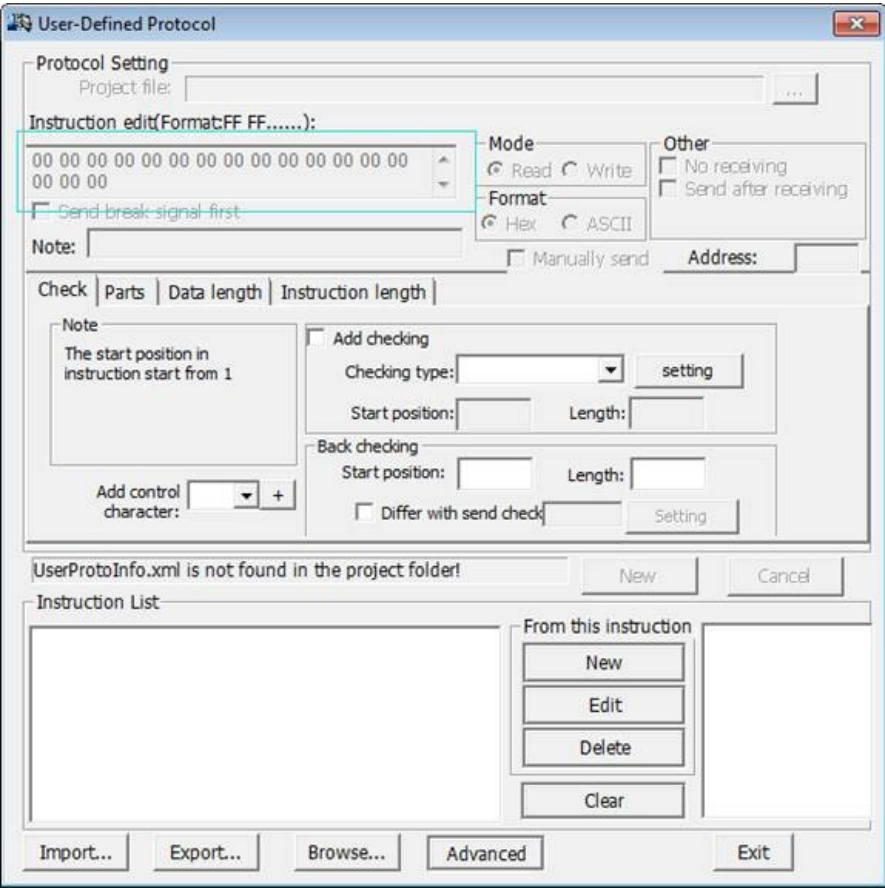 User-Defined Protocol
Protocol Setting
Project file:
...
Instruction edit(Format:FF FF......):
00 00 00 00 00 00 00 00 00 00 00 00 00 00
00 00 00
Mode
Read Write
Other
No receiving
Send after receiving
Send break signal first
Format
Hex ASCII
Note:
Manually send
Address:
Check Parts Data length Instruction length
Note
The start position in
instruction start from 1
Add control
character:
+
Add checking
Checking type:
setting
Start position: Length:
Back checking
Start position: Length:
Differ with send check
Setting
UserProtoInfo.xml is not found in the project folder!
New Cancel
Instruction List
From this instruction
New
Edit
Delete
Clear
Import... Export... Browse... Advanced Exit